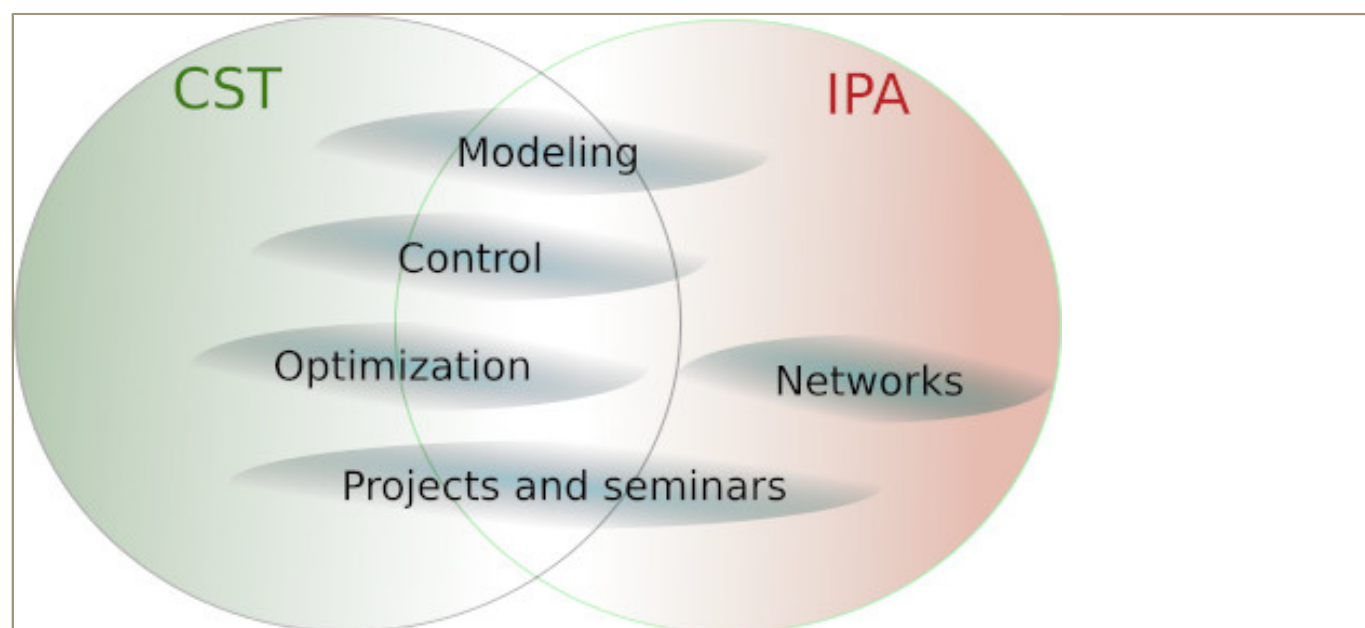 CST
IPA
Modeling
Control
Optimization
Networks
Projects and seminars